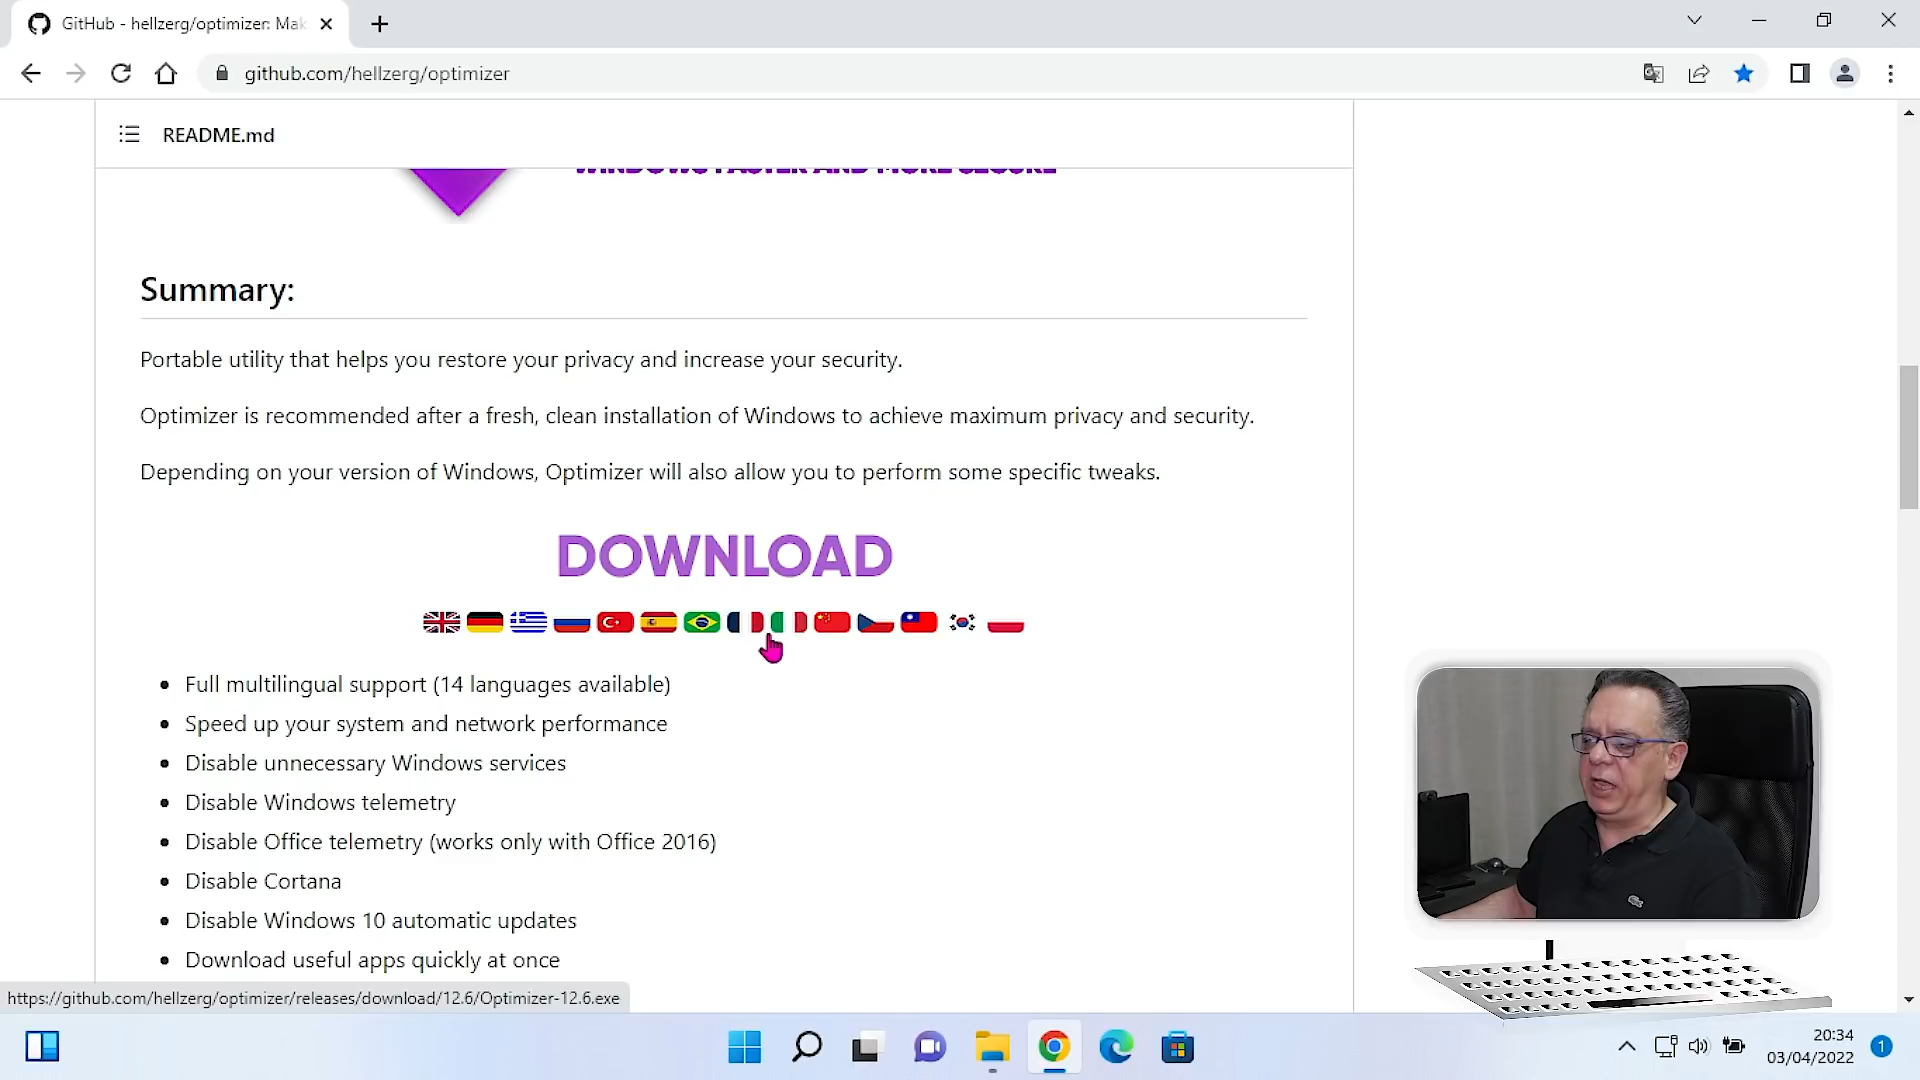 GitHub - hellzerg/optimizer: Mak
github.com/hellzerg/optimizer
README.md
WINDOWS FASTER AND MORE SECURE
Summary:
Portable utility that helps you restore your privacy and increase your security.
Optimizer is recommended after a fresh, clean installation of Windows to achieve maximum privacy and security.
Depending on your version of Windows, Optimizer will also allow you to perform some specific tweaks.
DOWNLOAD
Full multilingual support (14 languages available)
Speed up your system and network performance
Disable unnecessary Windows services
Disable Windows telemetry
Disable Office telemetry (works only with Office 2016)
Disable Cortana
Disable Windows 10 automatic updates
Download useful apps quickly at once
https://github.com/hellzerg/optimizer/releases/download/12.6/Optimizer-12.6.exe
20:34
03/04/2022
1